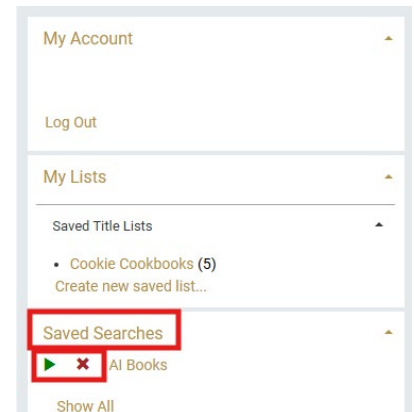 My Account
Log Out
My Lists
Saved Title Lists
• Cookie Cookbooks (5)
Create new saved list...
Saved Searches
AI Books
Show All